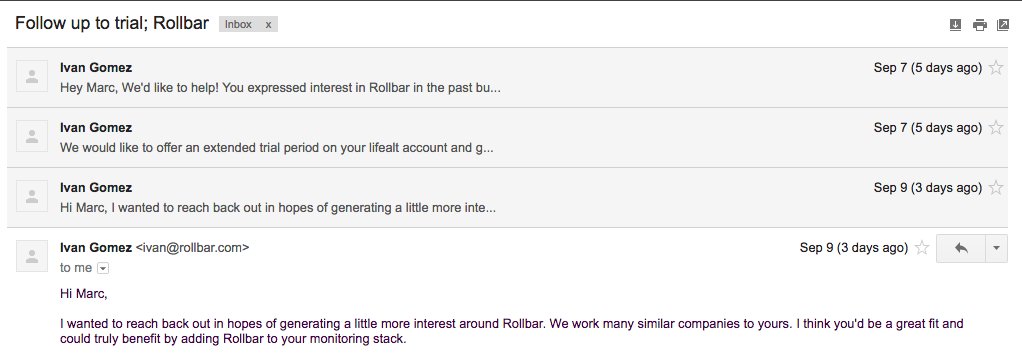 Follow up to trial; Rollbar Inbox x
Ivan Gomez Sep 7 (5 days ago)
Hey Marc, We'd like to help! You expressed interest in Rollbar in the past bu...
Ivan Gomez Sep 7 (5 days ago)
We would like to offer an extended trial period on your lifealt account and g...
Ivan Gomez Sep 9 (3 days ago)
Hi Marc, I wanted to reach back out in hopes of generating a little more inte...
Ivan Gomez <ivan@rollbar.com> Sep 9 (3 days ago)
to me
Hi Marc,
I wanted to reach back out in hopes of generating a little more interest around Rollbar. We work many similar companies to yours. I think you'd be a great fit and
could truly benefit by adding Rollbar to your monitoring stack.